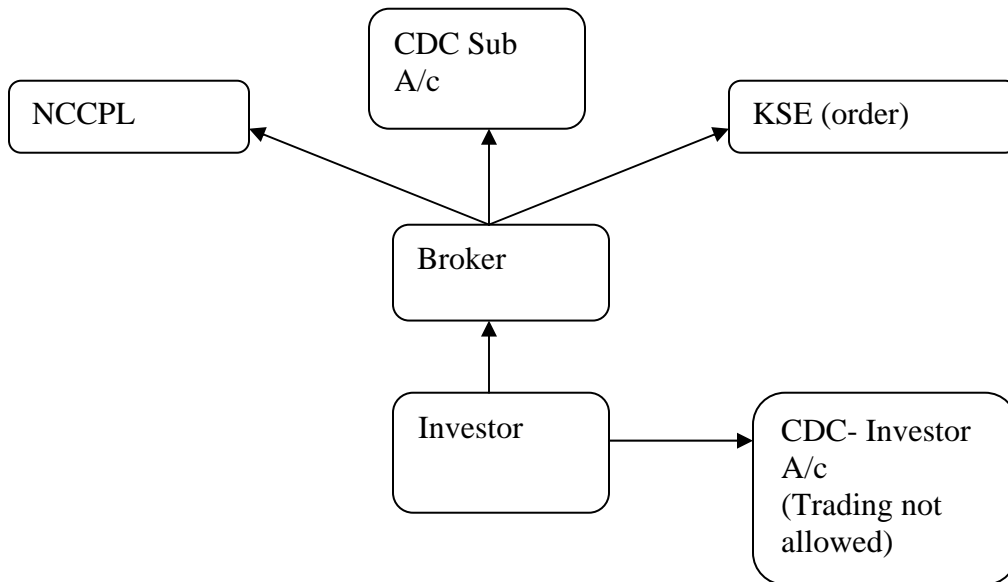 CDC Sub
A/c
NCCPL
KSE (order)
Broker
Investor
CDC- Investor
A/c
(Trading not
allowed)